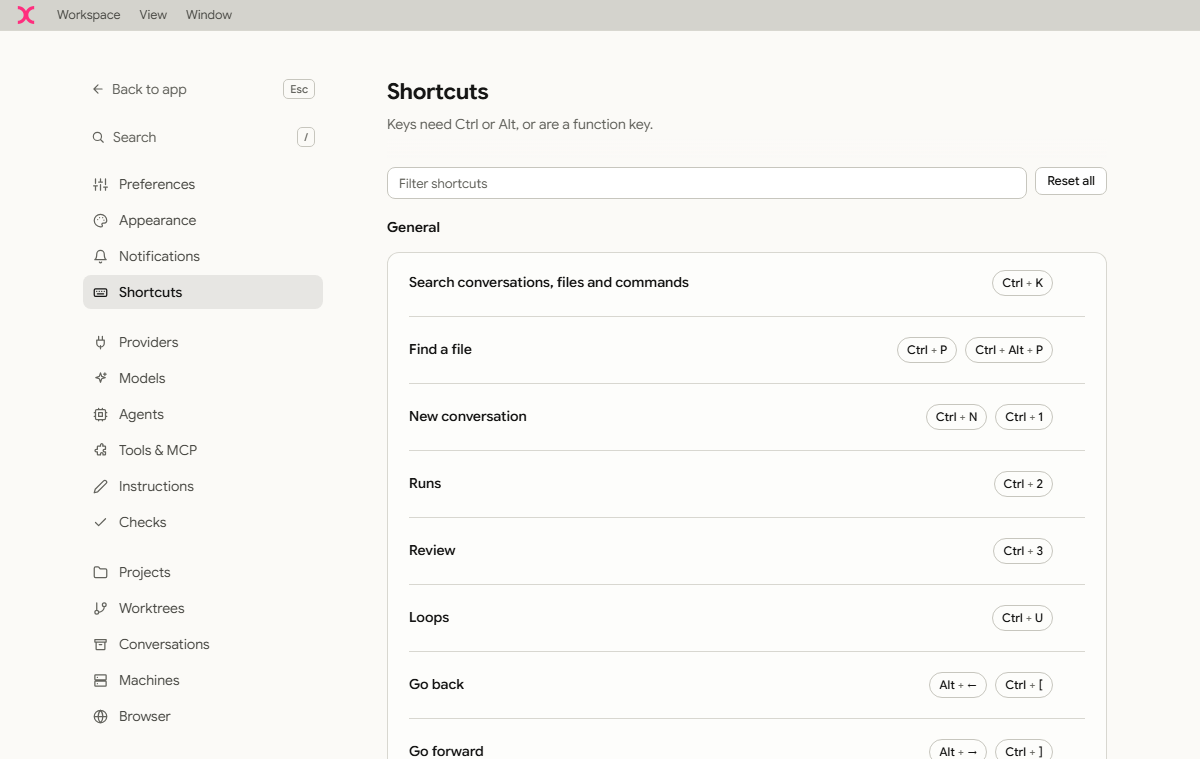 Workspace View Window
Back to app Esc
Search /
Preferences
Appearance
Notifications
Shortcuts
Providers
Models
Agents
Tools & MCP
Instructions
Checks
Projects
Worktrees
Conversations
Machines
Browser
Shortcuts
Keys need Ctrl or Alt, or are a function key.
Filter shortcuts Reset all
General
Search conversations, files and commands Ctrl + K
Find a file Ctrl + P Ctrl + Alt + P
New conversation Ctrl + N Ctrl + 1
Runs Ctrl + 2
Review Ctrl + 3
Loops Ctrl + U
Go back Alt + ← Ctrl + [
Go forward Alt + → Ctrl + ]